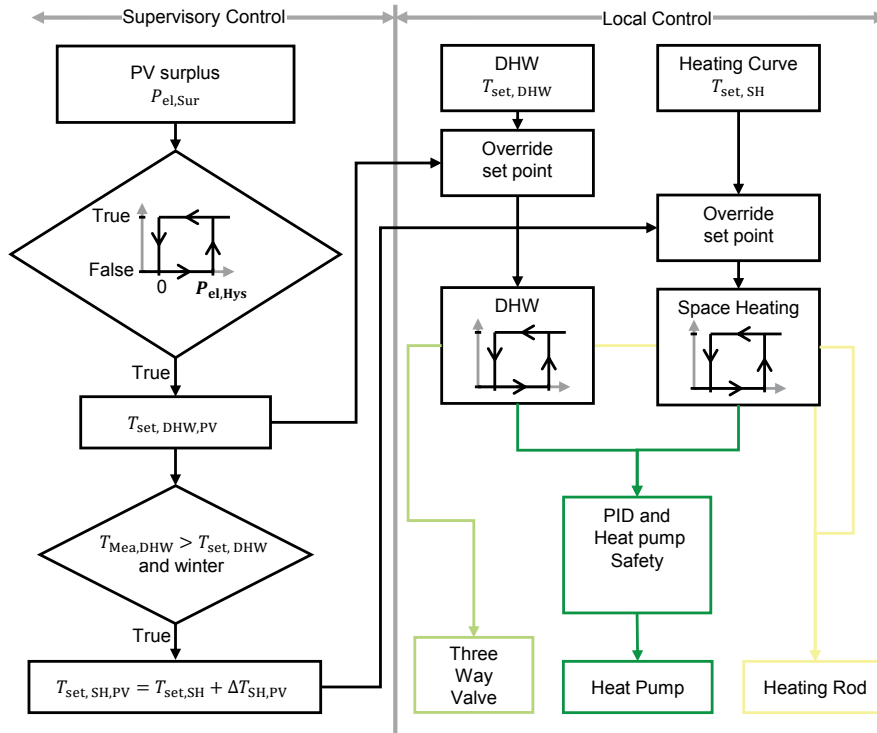 Supervisory Control
Local Control
PV surplus
P_el,Sur
True
False
0
P_el,Hys
True
T_set, DHW,PV
T_Mea,DHW > T_set, DHW
and winter
True
T_set, SH,PV = T_set,SH + ΔT_SH,PV
DHW
T_set, DHW
Heating Curve
T_set, SH
Override
set point
Override
set point
DHW
Space Heating
PID and
Heat pump
Safety
Three
Way
Valve
Heat Pump
Heating Rod